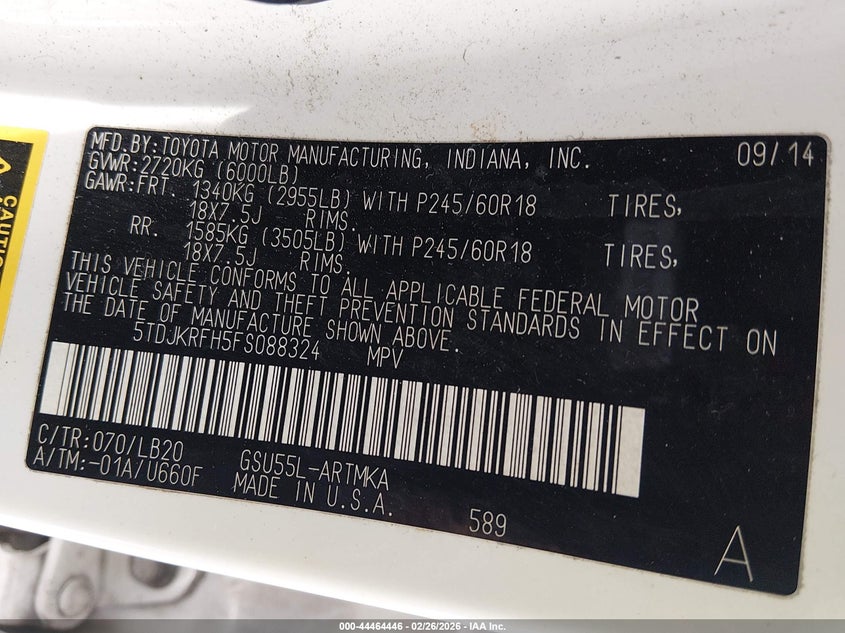 MFD.BY:TOYOTA MOTOR MANUFACTURING, INDIANA, INC. 09/14
GVWR:2720KG (6000LB)
GAWR:FRT. 1340KG (2955LB) WITH P245/60R18 TIRES,
18X7.5J RIMS.
RR. 1585KG (3505LB) WITH P245/60R18 TIRES,
18X7.5J RIMS.
THIS VEHICLE CONFORMS TO ALL APPLICABLE FEDERAL MOTOR
VEHICLE SAFETY AND THEFT PREVENTION STANDARDS IN EFFECT ON
THE DATE OF MANUFACTURE SHOWN ABOVE.
5TDJKRFH5FS088324 MPV
C/TR:070/LB20
A/TM:-01A/U660F
GSU55L-ARTMKA
MADE IN U.S.A.
589
A
000-44464446 - 02/26/2026 - IAA Inc.